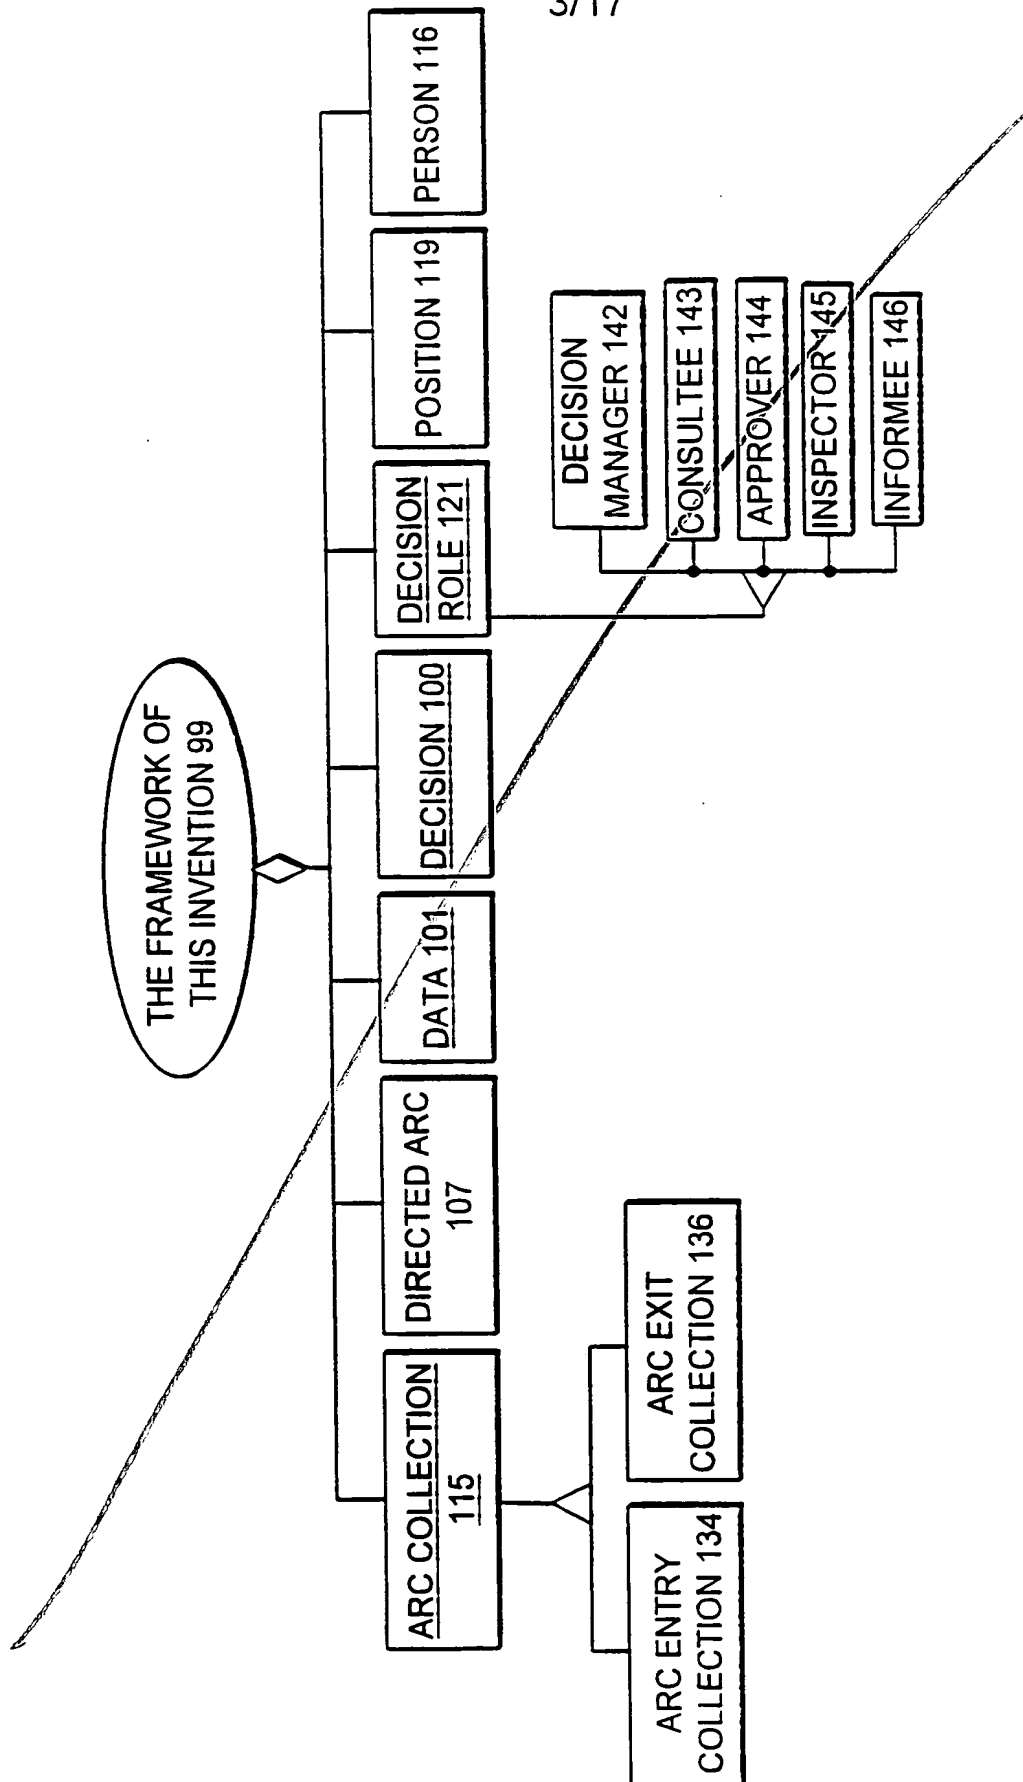 3/17
THE FRAMEWORK OF
THIS INVENTION 99
ARC COLLECTION
115
DIRECTED ARC
107
DATA 101
DECISION 100
DECISION
ROLE 121
POSITION 119
PERSON 116
ARC ENTRY
COLLECTION 134
ARC EXIT
COLLECTION 136
DECISION
MANAGER 142
CONSULTEE 143
APPROVER 144
INSPECTOR 145
INFORMEE 146